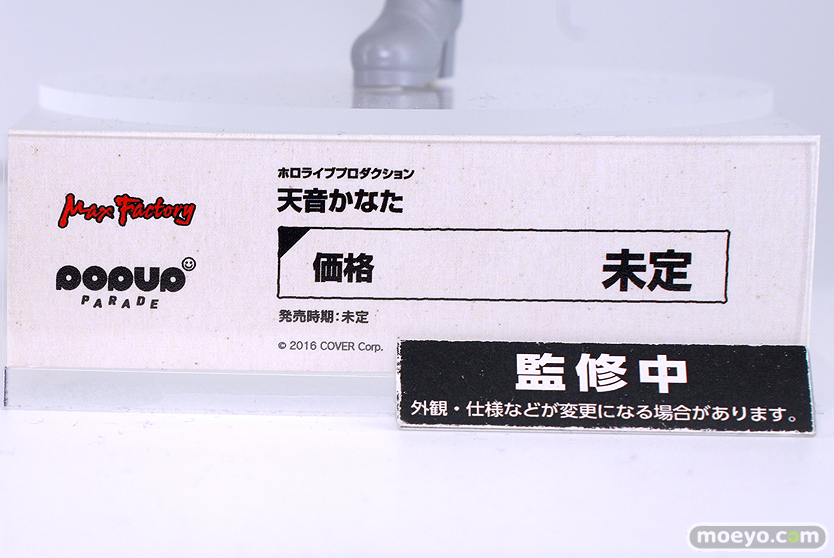 Max Factory
POPUP
PARADE
ホロライブプロダクション
天音かなた
価格 未定
発売時期：未定
© 2016 COVER Corp.
監修中
外観・仕様などが変更になる場合があります。
moeyo.com